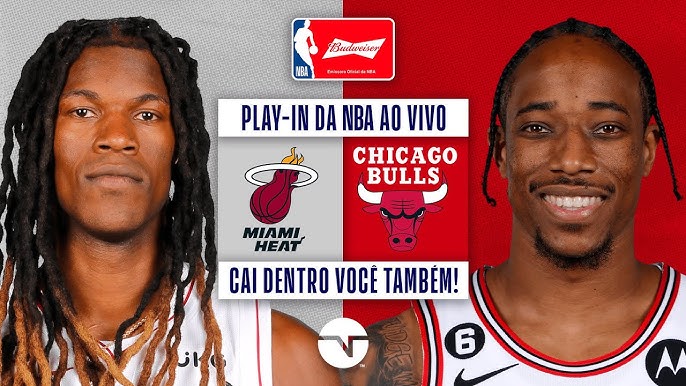 NBA
Budweiser
Emissora Oficial da NBA
PLAY-IN DA NBA AO VIVO
MIAMI
HEAT
CHICAGO
BULLS
CAI DENTRO VOCÊ TAMBÉM!
6